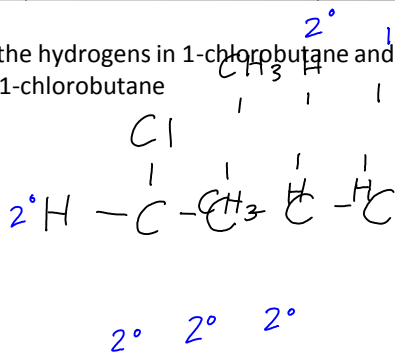 2°
the hydrogens in 1-chlorobutane and
CH3 H
1-chlorobutane
Cl
2° H - C - C - C - C
CH3 H H
2° 2° 2°